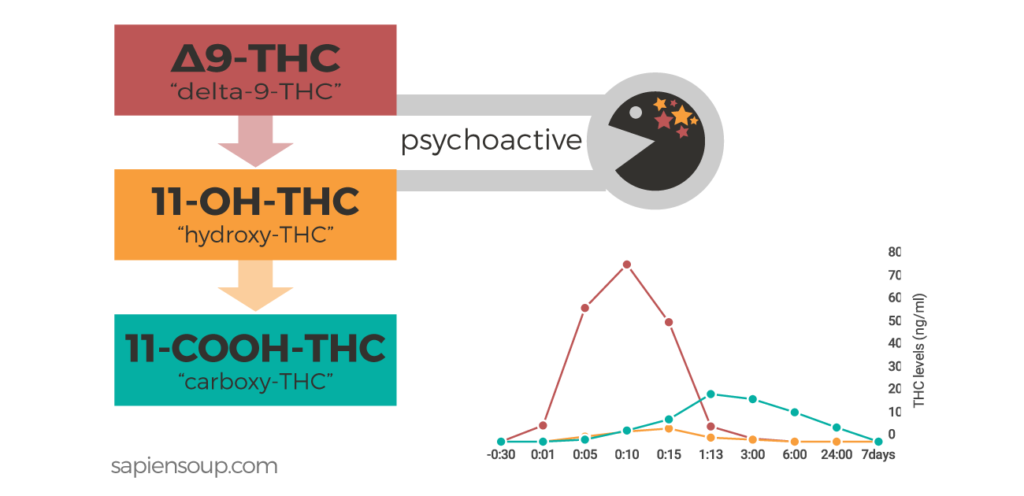 Δ9-THC
“delta-9-THC”
psychoactive
11-OH-THC
“hydroxy-THC”
11-COOH-THC
“carboxy-THC”
80
70
60
50
40
30
20
10
0
THC levels (ng/ml)
-0:30 0:01 0:05 0:10 0:15 1:13 3:00 6:00 24:00 7days
sapiensoup.com